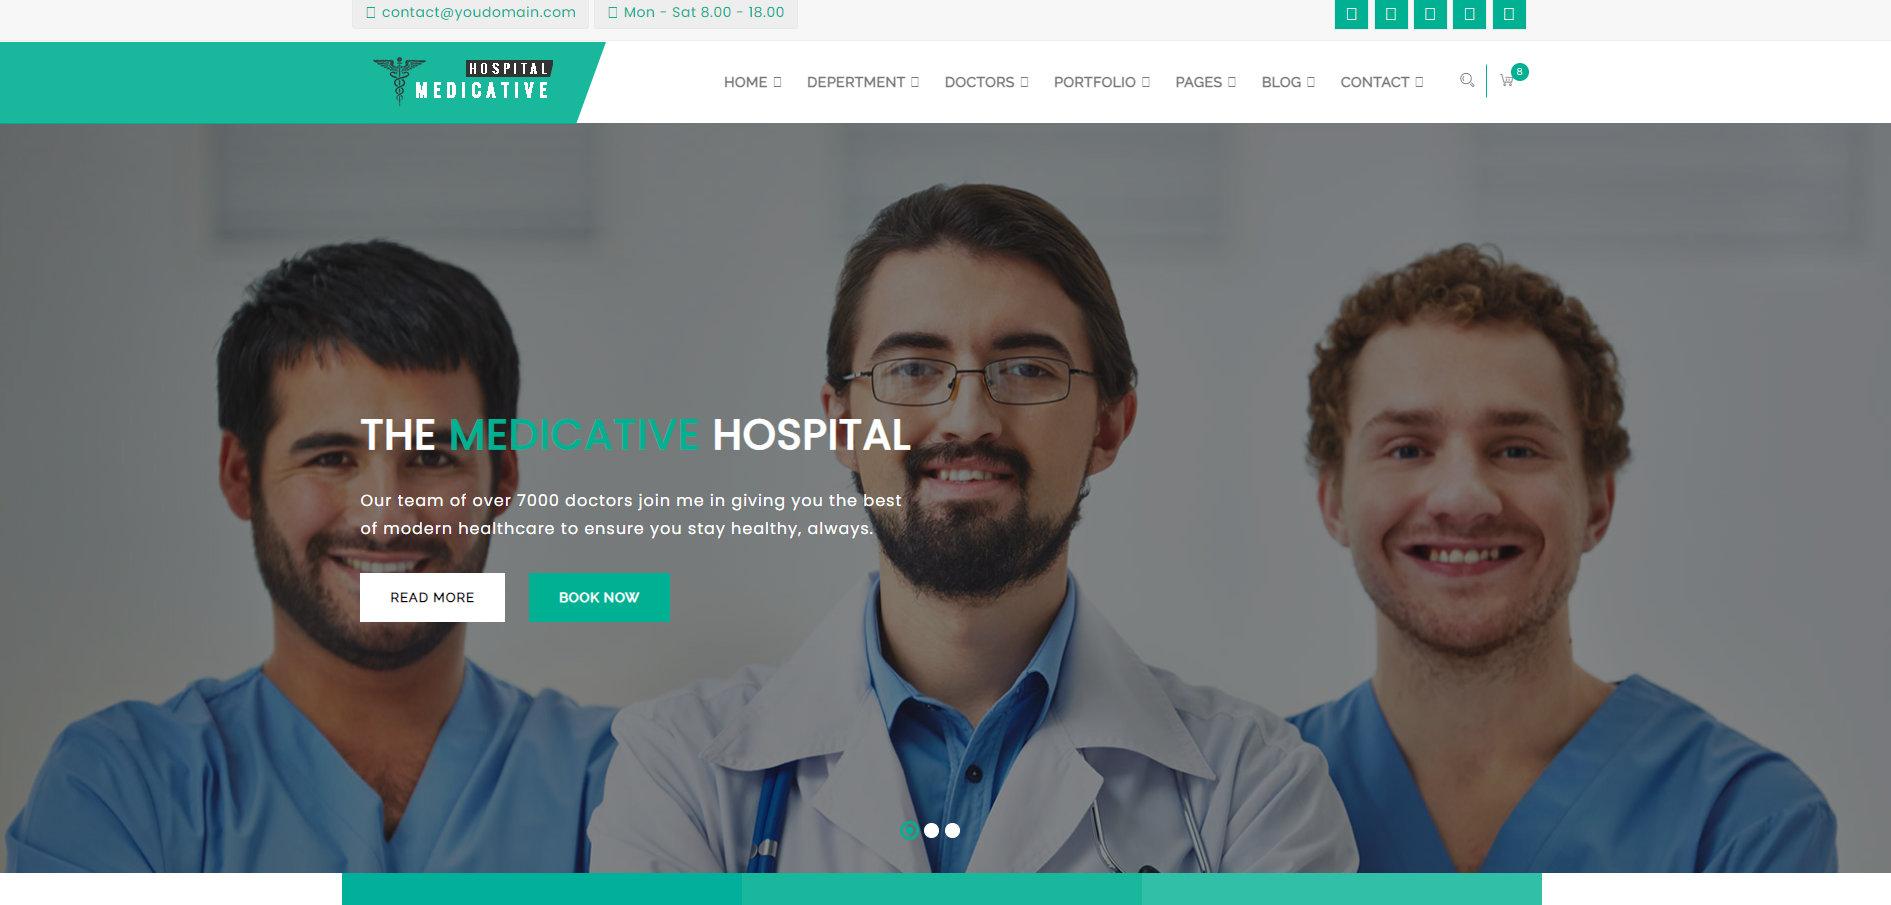 contact@youdomain.com
Mon - Sat 8.00 - 18.00
HOSPITAL
MEDICATIVE
HOME
DEPERTMENT
DOCTORS
PORTFOLIO
PAGES
BLOG
CONTACT
8
THE MEDICATIVE HOSPITAL
Our team of over 7000 doctors join me in giving you the best
of modern healthcare to ensure you stay healthy, always.
READ MORE
BOOK NOW